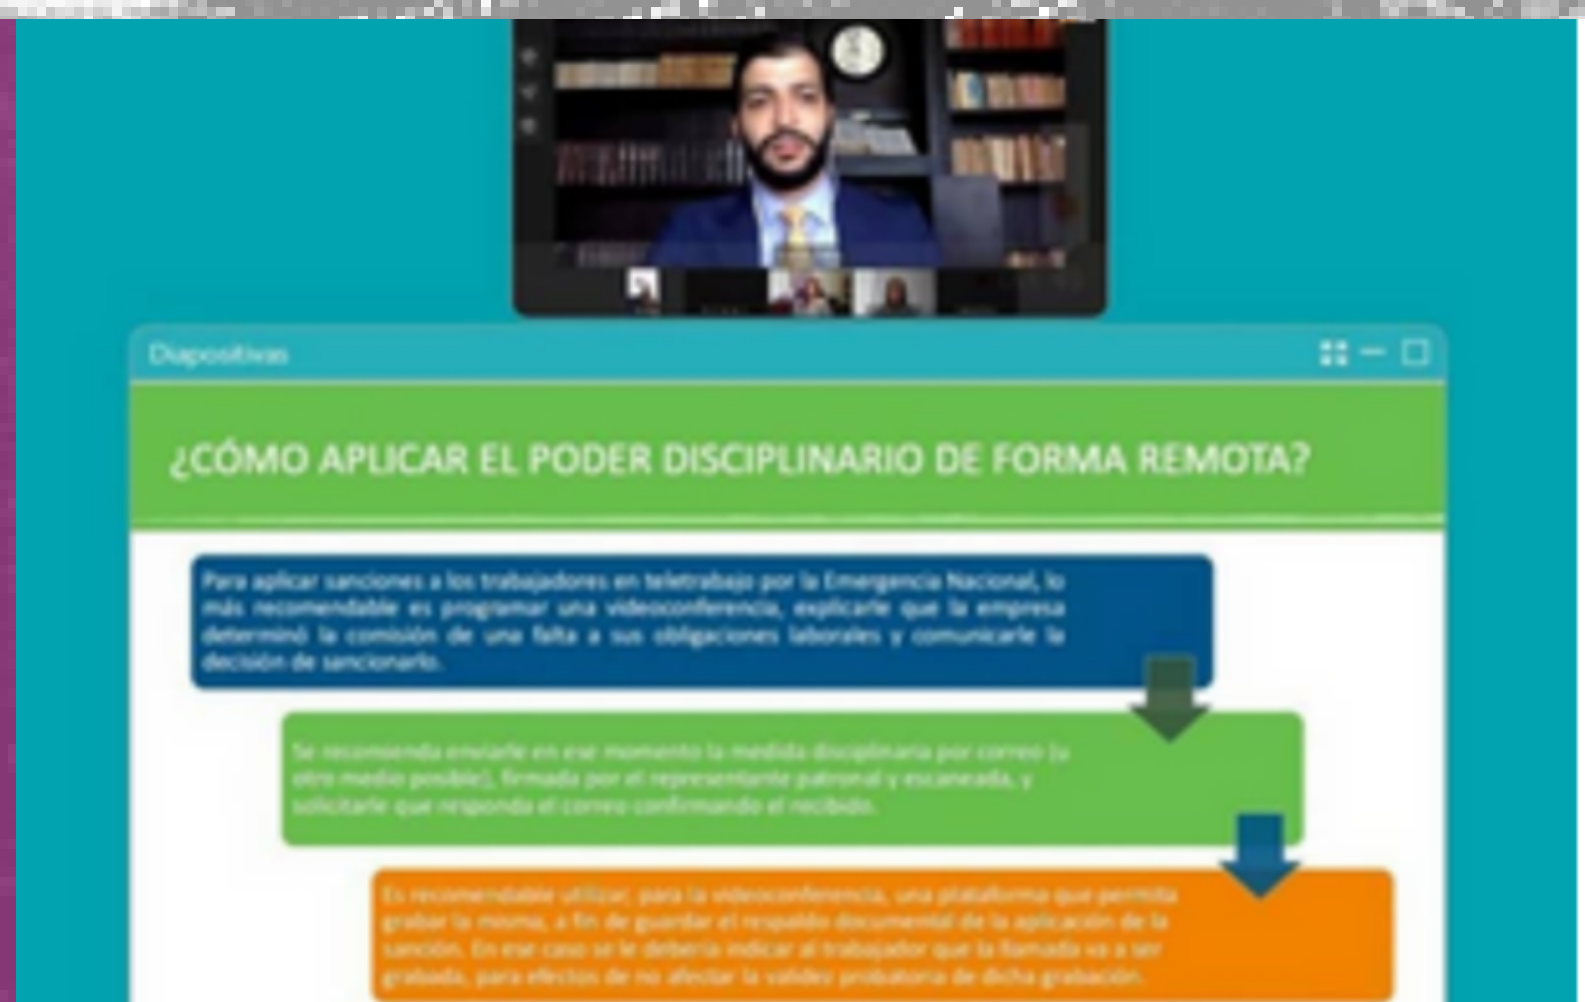 Diapositivas
¿CÓMO APLICAR EL PODER DISCIPLINARIO DE FORMA REMOTA?
Para aplicar sanciones a los trabajadores en teletrabajo por la Emergencia Nacional, lo
más recomendable es programar una videoconferencia, explicarle que la empresa
determinó la comisión de una falta a sus obligaciones laborales y comunicarle la
decisión de sancionarlo.
Se recomienda enviarle en ese momento la medida disciplinaria por correo (u
otro medio posible), firmada por el representante patronal y escaneada, y
solicitarle que responda el correo confirmando el recibido.
Es recomendable utilizar, para la videoconferencia, una plataforma que permita
grabar la misma, a fin de guardar el respaldo documental de la aplicación de la
sanción. En ese caso se le debería indicar al trabajador que la llamada va a ser
grabada, para efectos de no afectar la validez probatoria de dicha grabación.